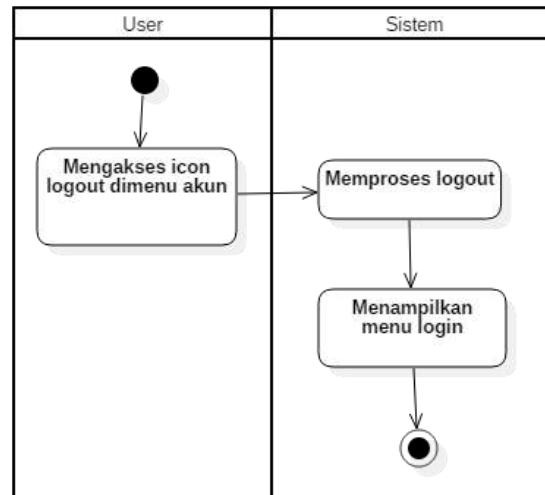 User
Sistem
Mengakses icon
logout dimenu akun
Memproses logout
Menampilkan
menu login